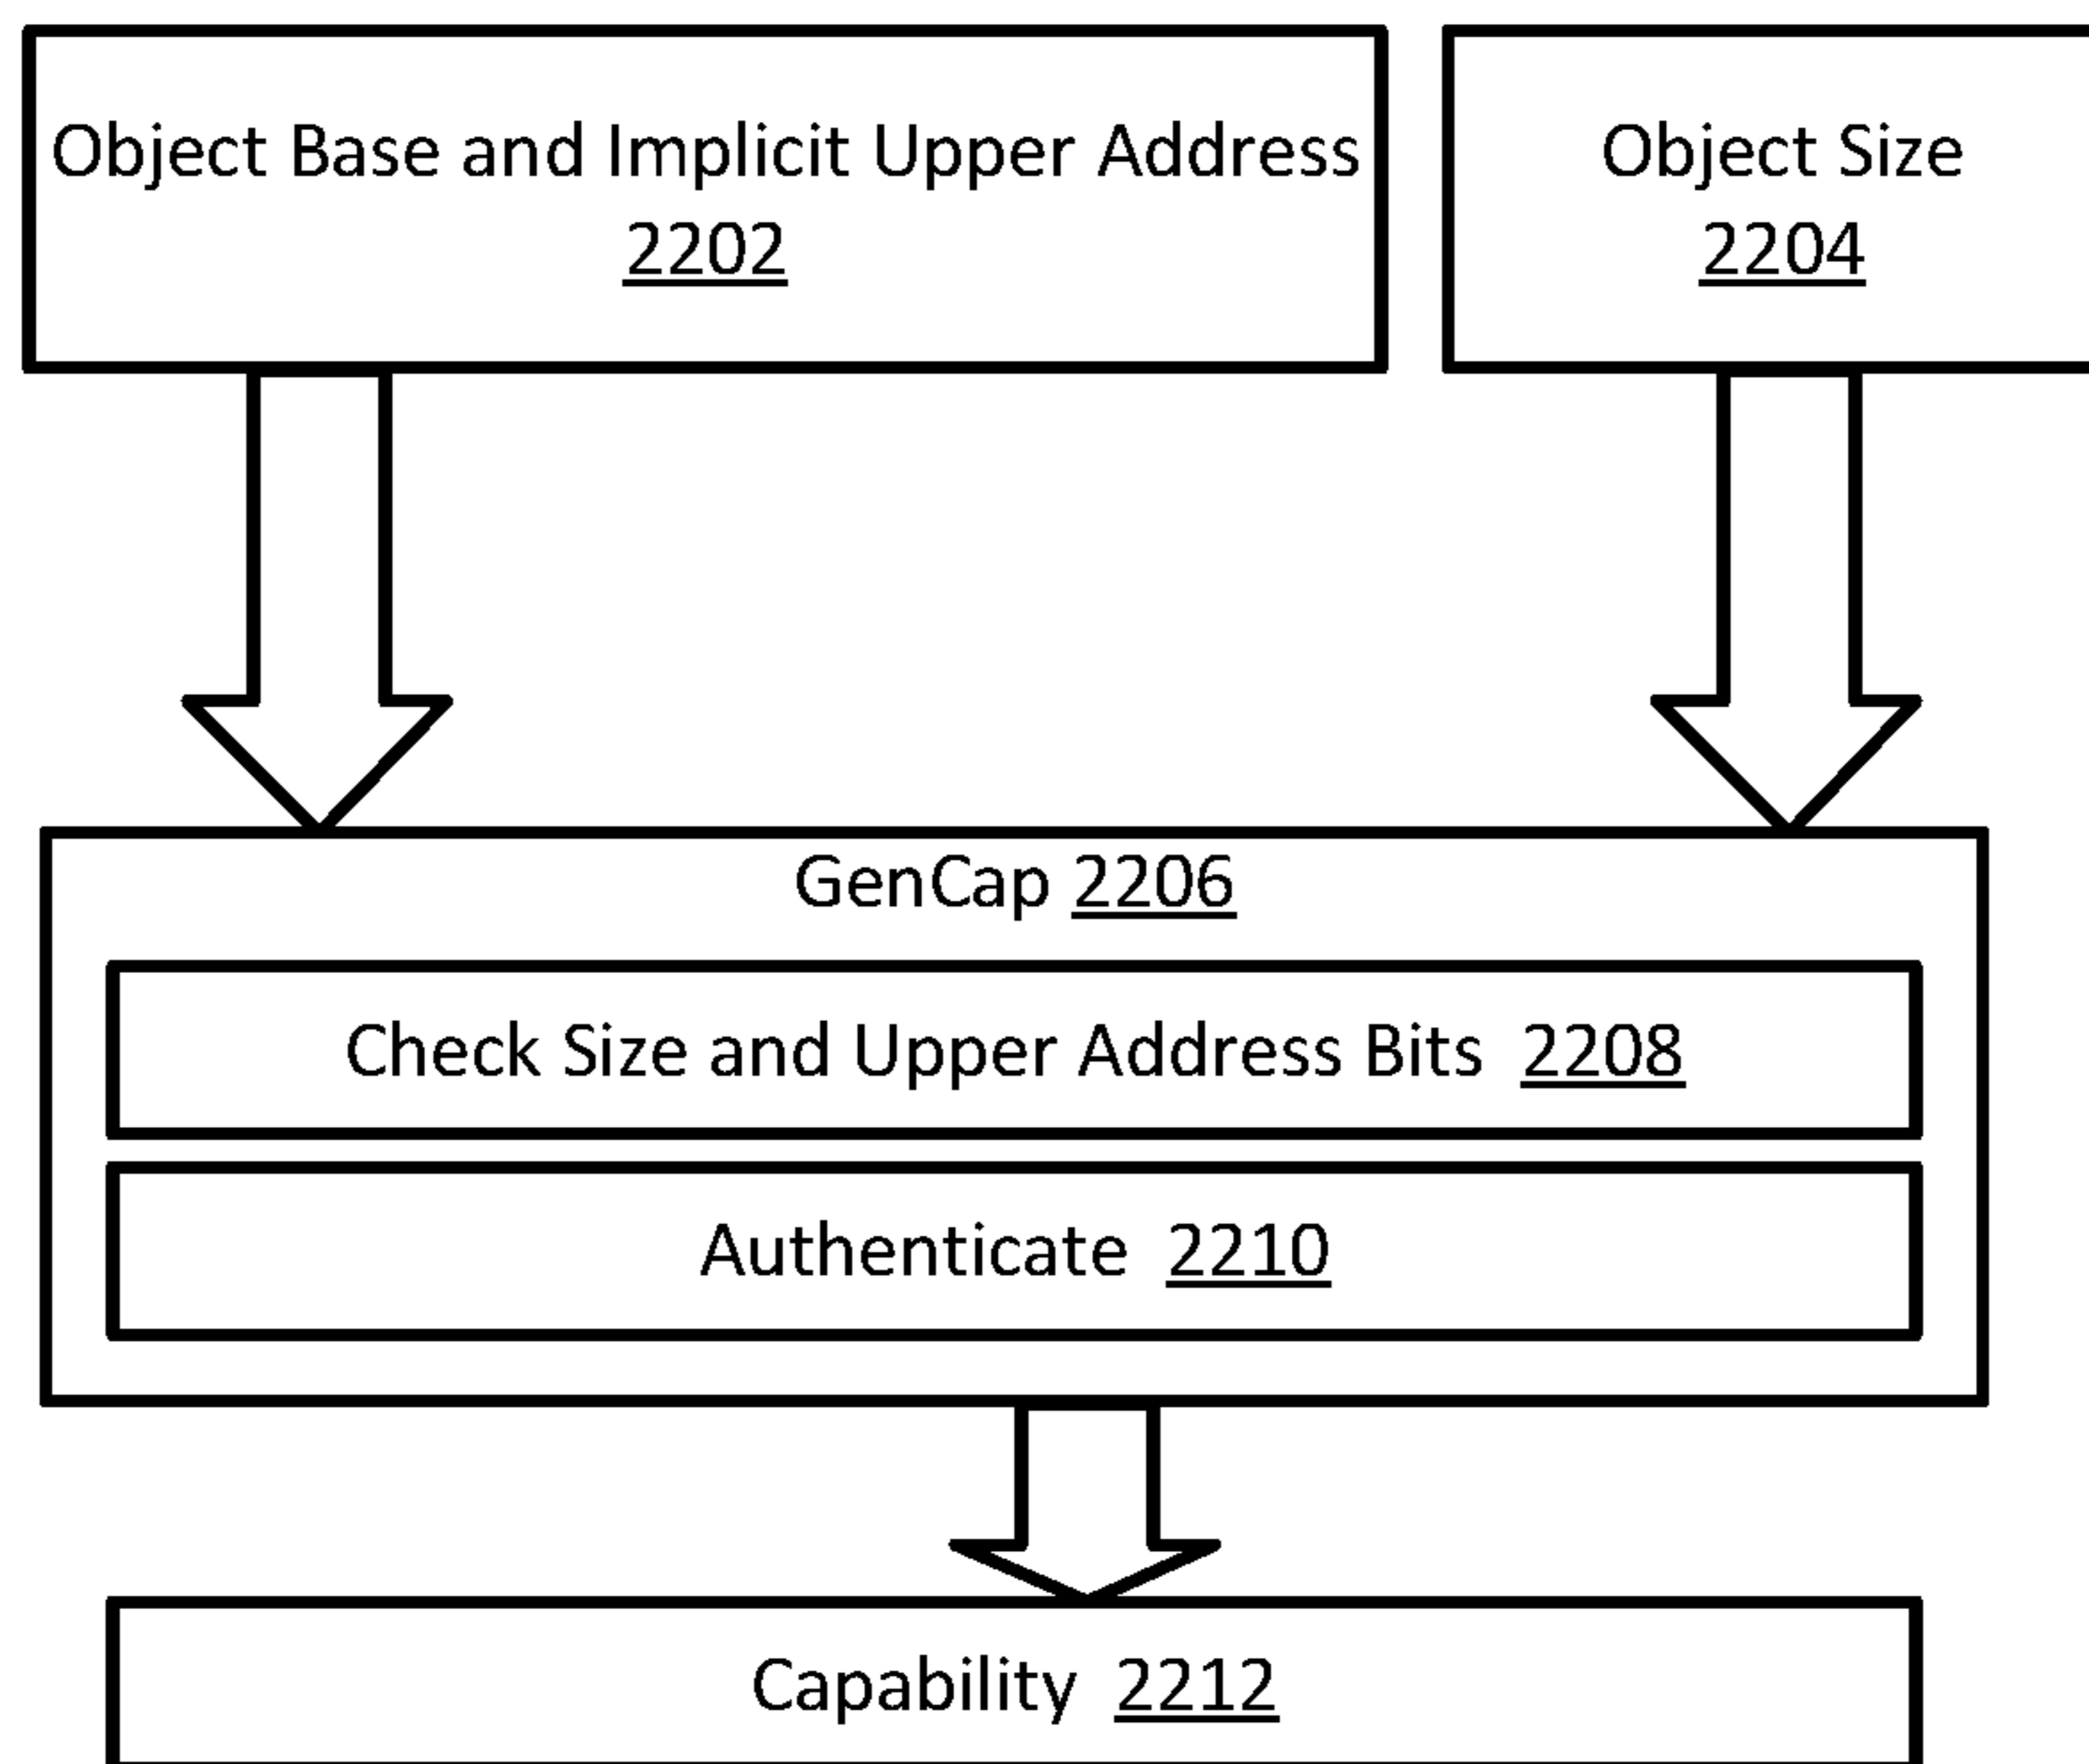 Object Base and Implicit Upper Address
2202
Object Size
2204
GenCap 2206
Check Size and Upper Address Bits 2208
Authenticate 2210
Capability 2212